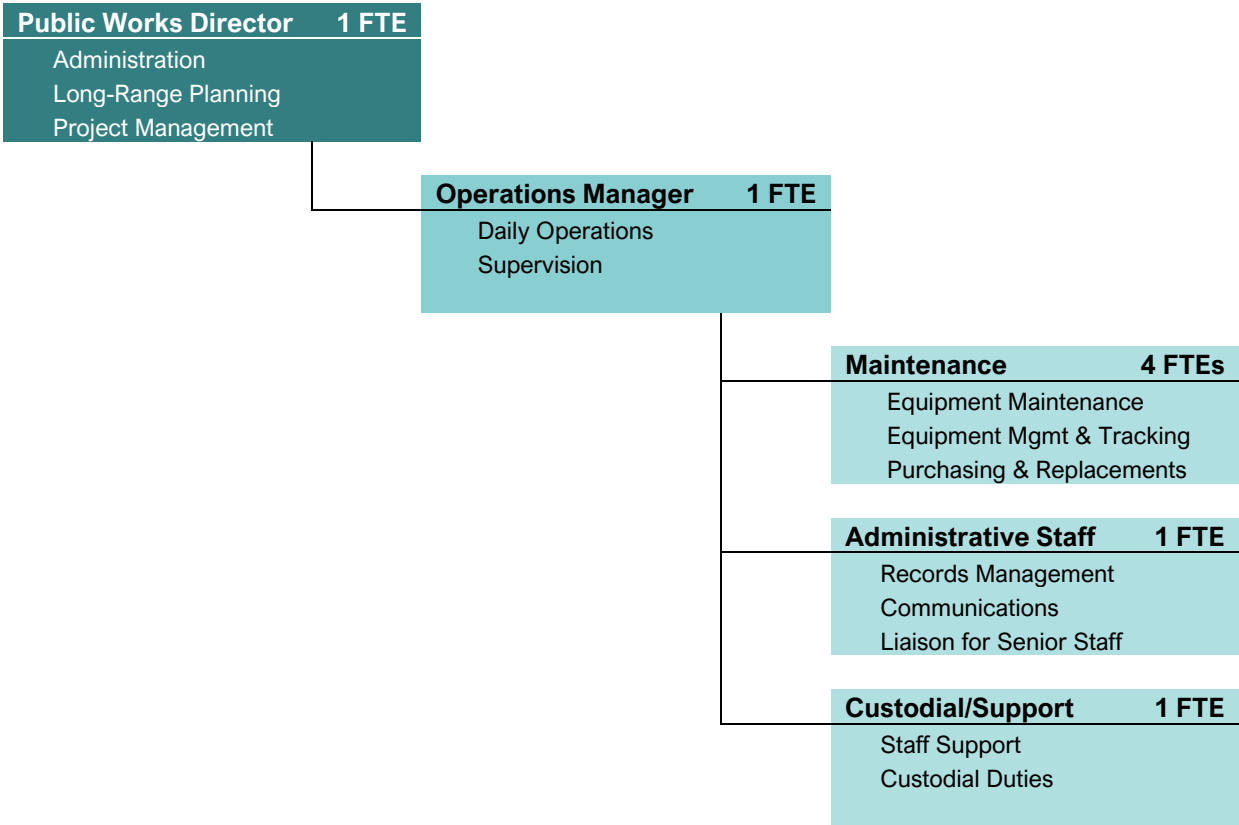 Public Works Director 1 FTE
Administration
Long-Range Planning
Project Management
Operations Manager 1 FTE
Daily Operations
Supervision
Maintenance 4 FTEs
Equipment Maintenance
Equipment Mgmt & Tracking
Purchasing & Replacements
Administrative Staff 1 FTE
Records Management
Communications
Liaison for Senior Staff
Custodial/Support 1 FTE
Staff Support
Custodial Duties